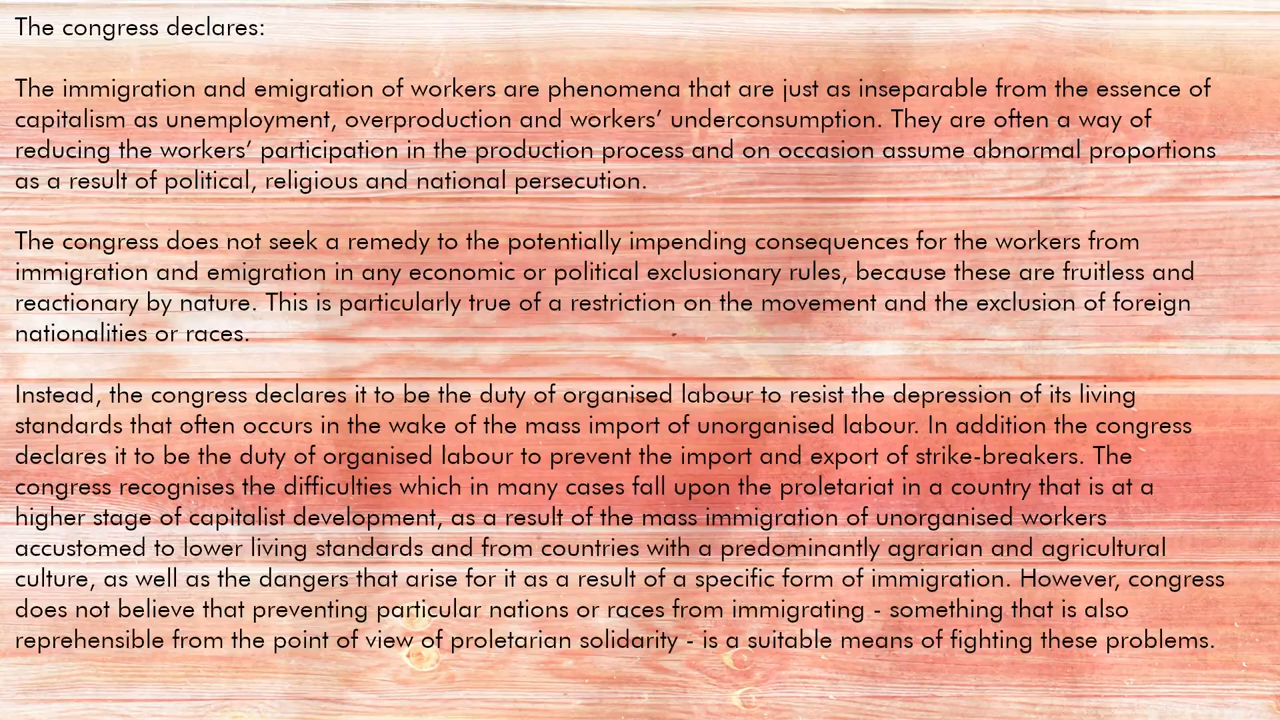 The congress declares:
The immigration and emigration of workers are phenomena that are just as inseparable from the essence of
capitalism as unemployment, overproduction and workers’ underconsumption. They are often a way of
reducing the workers’ participation in the production process and on occasion assume abnormal proportions
as a result of political, religious and national persecution.
The congress does not seek a remedy to the potentially impending consequences for the workers from
immigration and emigration in any economic or political exclusionary rules, because these are fruitless and
reactionary by nature. This is particularly true of a restriction on the movement and the exclusion of foreign
nationalities or races.
Instead, the congress declares it to be the duty of organised labour to resist the depression of its living
standards that often occurs in the wake of the mass import of unorganised labour. In addition the congress
declares it to be the duty of organised labour to prevent the import and export of strike-breakers. The
congress recognises the difficulties which in many cases fall upon the proletariat in a country that is at a
higher stage of capitalist development, as a result of the mass immigration of unorganised workers
accustomed to lower living standards and from countries with a predominantly agrarian and agricultural
culture, as well as the dangers that arise for it as a result of a specific form of immigration. However, congress
does not believe that preventing particular nations or races from immigrating - something that is also
reprehensible from the point of view of proletarian solidarity - is a suitable means of fighting these problems.